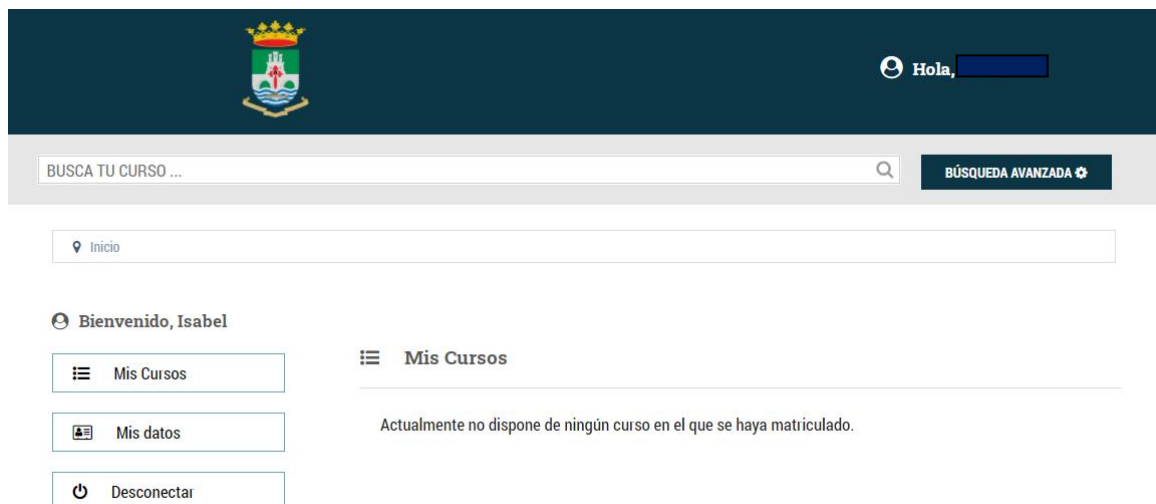 Hola,
BUSCA TU CURSO ...
BÚSQUEDA AVANZADA
Inicio
Bienvenido, Isabel
Mis Cursos
Mis datos
Desconectar
Mis Cursos
Actualmente no dispone de ningún curso en el que se haya matriculado.